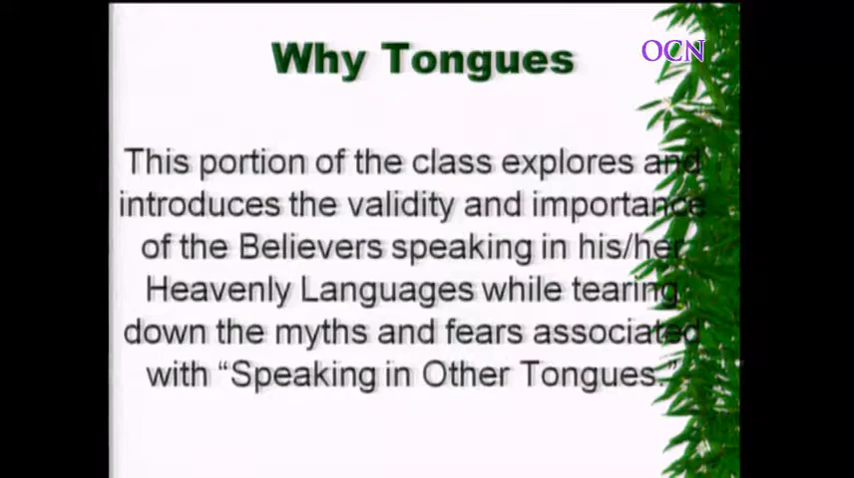 Why Tongues
OCN
This portion of the class explores and
introduces the validity and importance
of the Believers speaking in his/her
Heavenly Languages while tearing
down the myths and fears associated
with “Speaking in Other Tongues.”